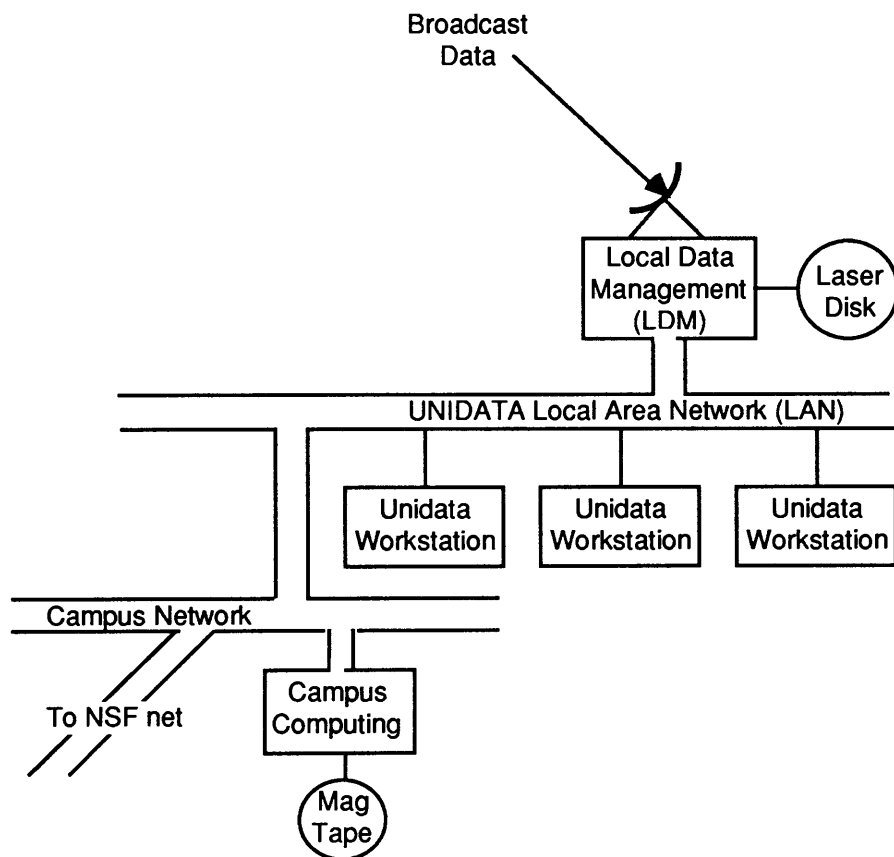 Broadcast
Data
Local Data
Management
(LDM)
Laser
Disk
UNIDATA Local Area Network (LAN)
Unidata
Workstation
Unidata
Workstation
Unidata
Workstation
Campus Network
To NSF net
Campus
Computing
Mag
Tape